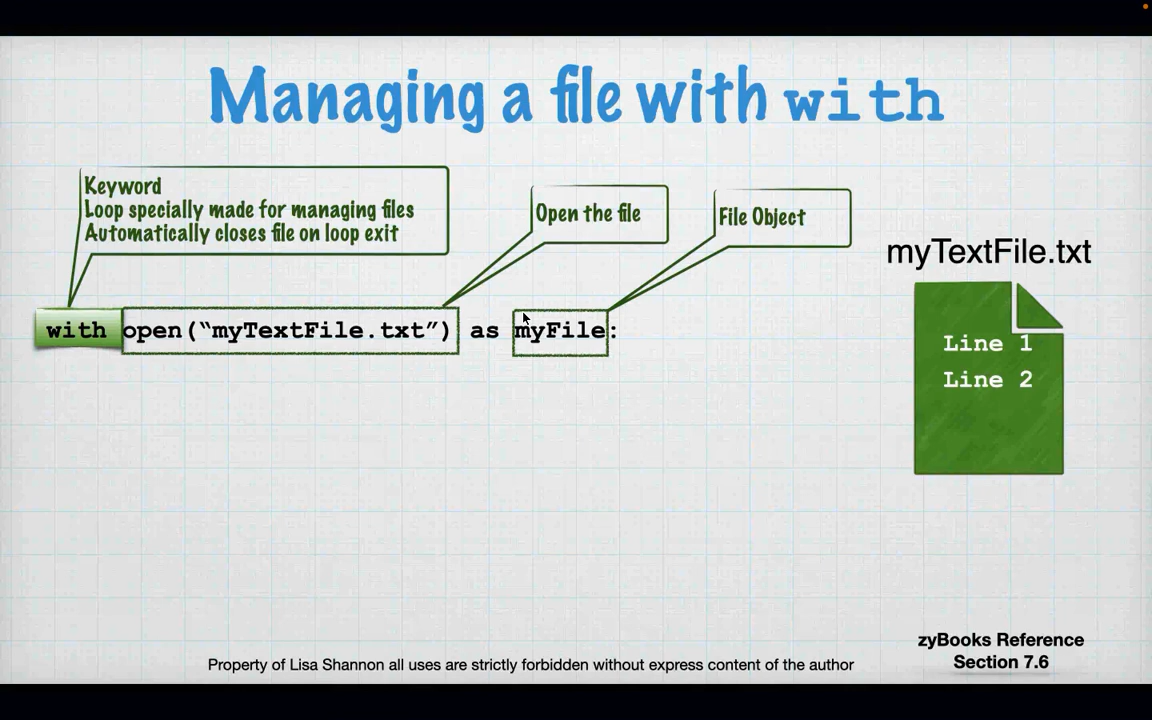 Managing a file with with
Keyword
Loop specially made for managing files
Automatically closes file on loop exit
Open the file
File Object
myTextFile.txt
with open(“myTextFile.txt”) as myFile:
Line 1
Line 2
zyBooks Reference
Section 7.6
Property of Lisa Shannon all uses are strictly forbidden without express content of the author